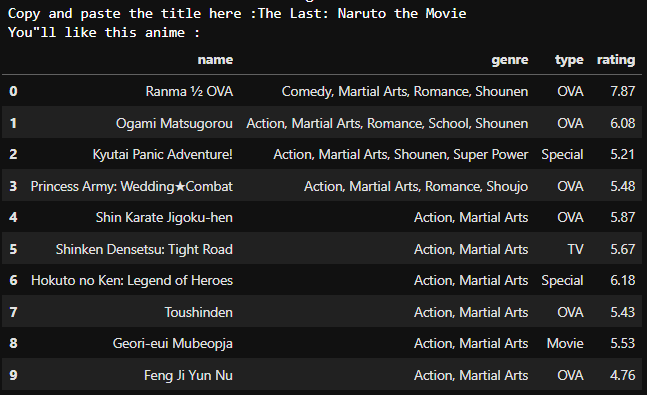 Copy and paste the title here :The Last: Naruto the Movie
You"ll like this anime :
name genre type rating
0 Ranma ½ OVA Comedy, Martial Arts, Romance, Shounen OVA 7.87
1 Ogami Matsugorou Action, Martial Arts, Romance, School, Shounen OVA 6.08
2 Kyutai Panic Adventure! Action, Martial Arts, Shounen, Super Power Special 5.21
3 Princess Army: Wedding★Combat Action, Martial Arts, Romance, Shoujo OVA 5.48
4 Shin Karate Jigoku-hen Action, Martial Arts OVA 5.87
5 Shinken Densetsu: Tight Road Action, Martial Arts TV 5.67
6 Hokuto no Ken: Legend of Heroes Action, Martial Arts Special 6.18
7 Toushinden Action, Martial Arts OVA 5.43
8 Geori-eui Mubeopja Action, Martial Arts Movie 5.53
9 Feng Ji Yun Nu Action, Martial Arts OVA 4.76